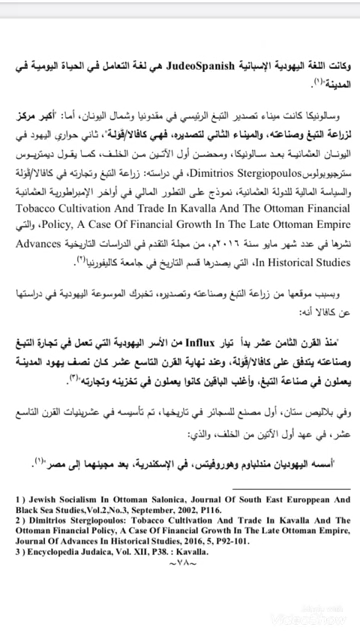 وكانت اللغة اليهودية الإسبانية JudeoSpanish هي لغة التعامل في الحياة اليومية في
المدينة"(١).
وسالونيكا كانت ميناء تصدير التبغ الرئيسي في مقدونيا وشمال اليونان، أما: "أكبر مركز
لزراعة التبغ وصناعته، والميناء الثاني لتصديره، فهي كافالا/قولة"، ثاني حواري اليهود في
اليونان العثمانية بعد سالونيكا، ومحضن أول الآتين من الخلف، كما يقول ديمتريوس
سترجيوبولوس Dimitrios Stergiopoulos، في دراسته: زراعة التبغ وتجارته في كافالا/قولة
والسياسة المالية للدولة العثمانية، نموذج على التطور المالي في أواخر الإمبراطورية العثمانية
Tobacco Cultivation And Trade In Kavalla And The Ottoman Financial
Policy, A Case Of Financial Growth In The Late Ottoman Empire، والتي
نشرها في عدد شهر مايو سنة ٢٠١٦م، من مجلة التقدم في الدراسات التاريخية Advances
In Historical Studies، التي يصدرها قسم التاريخ في جامعة كاليفورنيا(٢).
وبسبب موقعها من زراعة التبغ وصناعته وتصديره، تخبرك الموسوعة اليهودية في دراستها
عن كافالا أنه:
"منذ القرن الثامن عشر بدأ تيار Influx من الأسر اليهودية التي تعمل في تجارة التبغ
وصناعته يتدفق على كافالا/قولة، وعند نهاية القرن التاسع عشر كان نصف يهود المدينة
يعملون في صناعة التبغ، وأغلب الباقين كانوا يعملون في تخزينه وتجارته"(٣).
وفي بلاليص ستان، أول مصنع للسجائر في تاريخها، تم تأسيسه في عشرينيات القرن التاسع
عشر، في عهد أول الآتين من الخلف، والذي:
"أسسه اليهوديان مندلباوم وهوروفيتس، في الإسكندرية، بعد مجيئهما إلى مصر"(١).
1 ) Jewish Socialism In Ottoman Salonica, Journal Of South East Europpean And
Black Sea Studies,Vol.2,No.3, September, 2002, P116.
2 ) Dimitrios Stergiopoulos: Tobacco Cultivation And Trade In Kavalla And The
Ottoman Financial Policy, A Case Of Financial Growth In The Late Ottoman Empire,
Journal Of Advances In Historical Studies, 2016, 5, P92-101.
3 ) Encyclopedia Judaica, Vol. XII, P38. : Kavalla.
~٧٨~
Made with
VideoShow